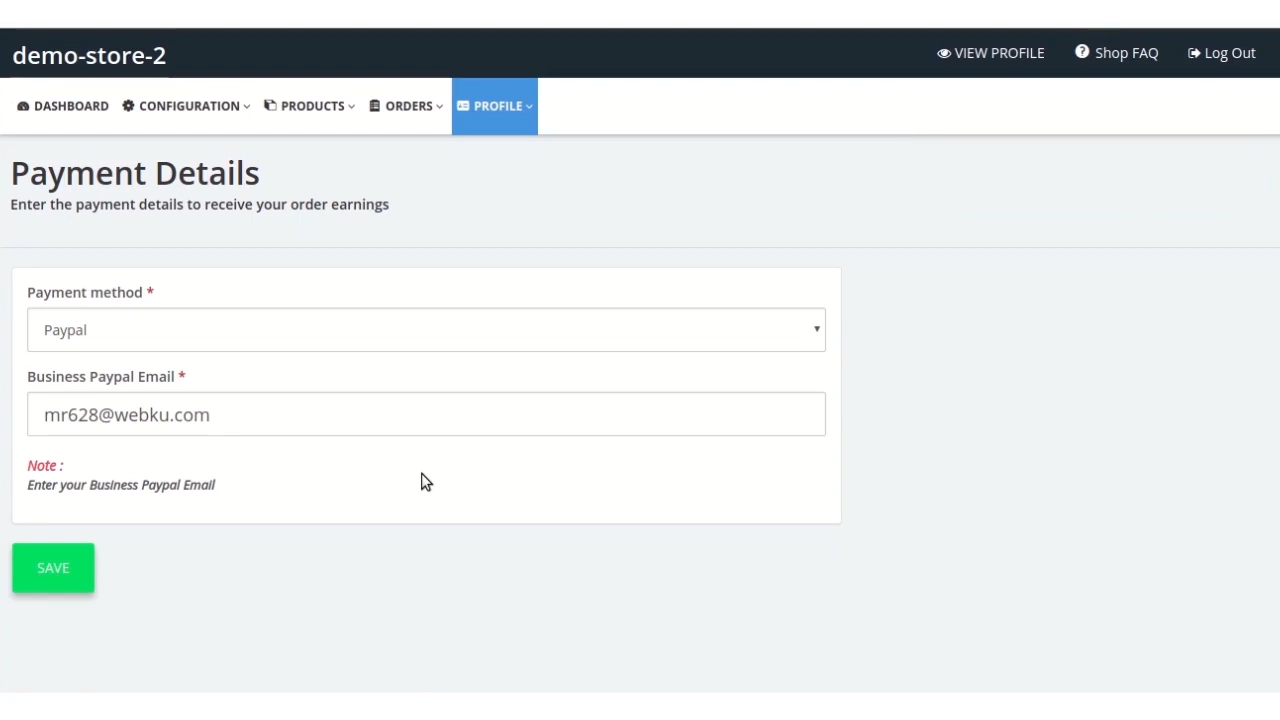 demo-store-2
VIEW PROFILE
Shop FAQ
Log Out
DASHBOARD
CONFIGURATION
PRODUCTS
ORDERS
PROFILE
Payment Details
Enter the payment details to receive your order earnings
Payment method *
Paypal
Business Paypal Email *
mr628@webku.com
Note :
Enter your Business Paypal Email
SAVE